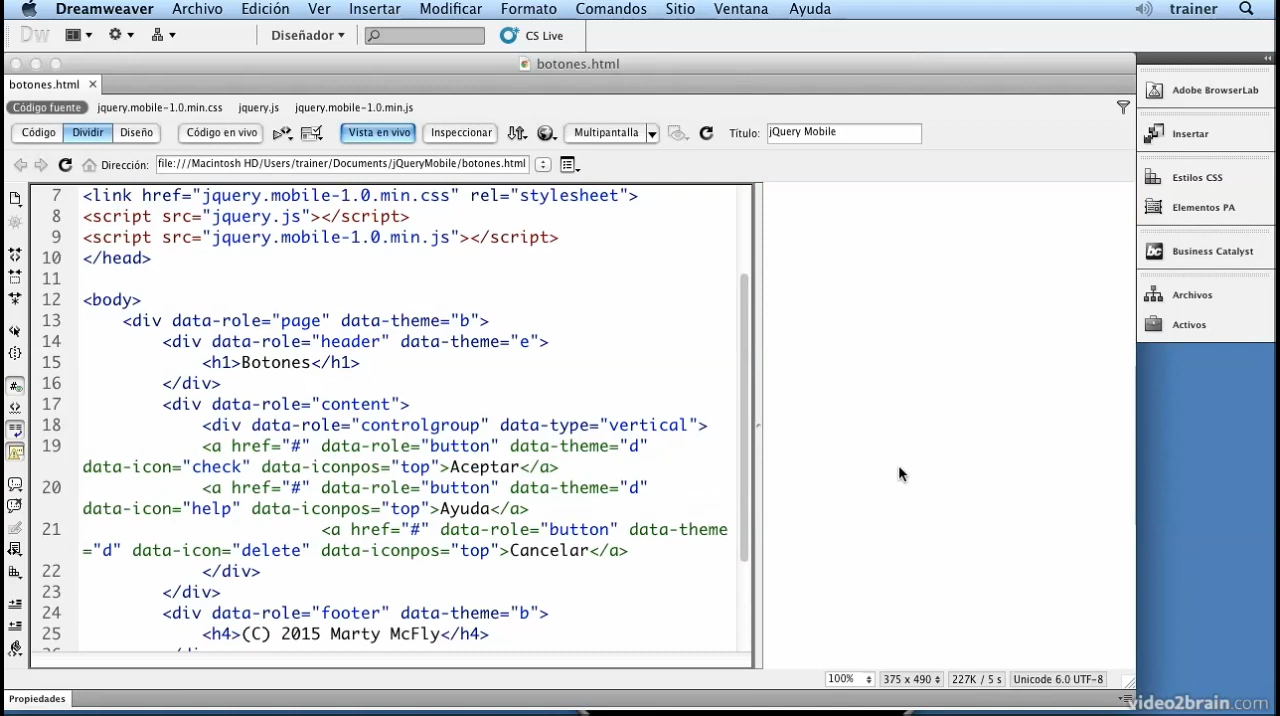 Dreamweaver Archivo Edición Ver Insertar Modificar Formato Comandos Sitio Ventana Ayuda trainer
Dw Diseñador CS Live
botones.html
botones.html
Código fuente jquery.mobile-1.0.min.css jquery.js jquery.mobile-1.0.min.js
Código Dividir Diseño Código en vivo Vista en vivo Inspeccionar Multipantalla Título: jQuery Mobile
Dirección: file:///Macintosh HD/Users/trainer/Documents/jQueryMobile/botones.html
7 <link href="jquery.mobile-1.0.min.css" rel="stylesheet">
8 <script src="jquery.js"></script>
9 <script src="jquery.mobile-1.0.min.js"></script>
10 </head>
11
12 <body>
13 <div data-role="page" data-theme="b">
14 <div data-role="header" data-theme="e">
15 <h1>Botones</h1>
16 </div>
17 <div data-role="content">
18 <div data-role="controlgroup" data-type="vertical">
19 <a href="#" data-role="button" data-theme="d"
data-icon="check" data-iconpos="top">Aceptar</a>
20 <a href="#" data-role="button" data-theme="d"
data-icon="help" data-iconpos="top">Ayuda</a>
21 <a href="#" data-role="button" data-theme
="d" data-icon="delete" data-iconpos="top">Cancelar</a>
22 </div>
23 </div>
24 <div data-role="footer" data-theme="b">
25 <h4>(C) 2015 Marty McFly</h4>
Adobe BrowserLab
Insertar
Estilos CSS
Elementos PA
bc Business Catalyst
Archivos
Activos
100% 375 x 490 227K / 5 s Unicode 6.0 UTF-8
Propiedades
video2brain.com